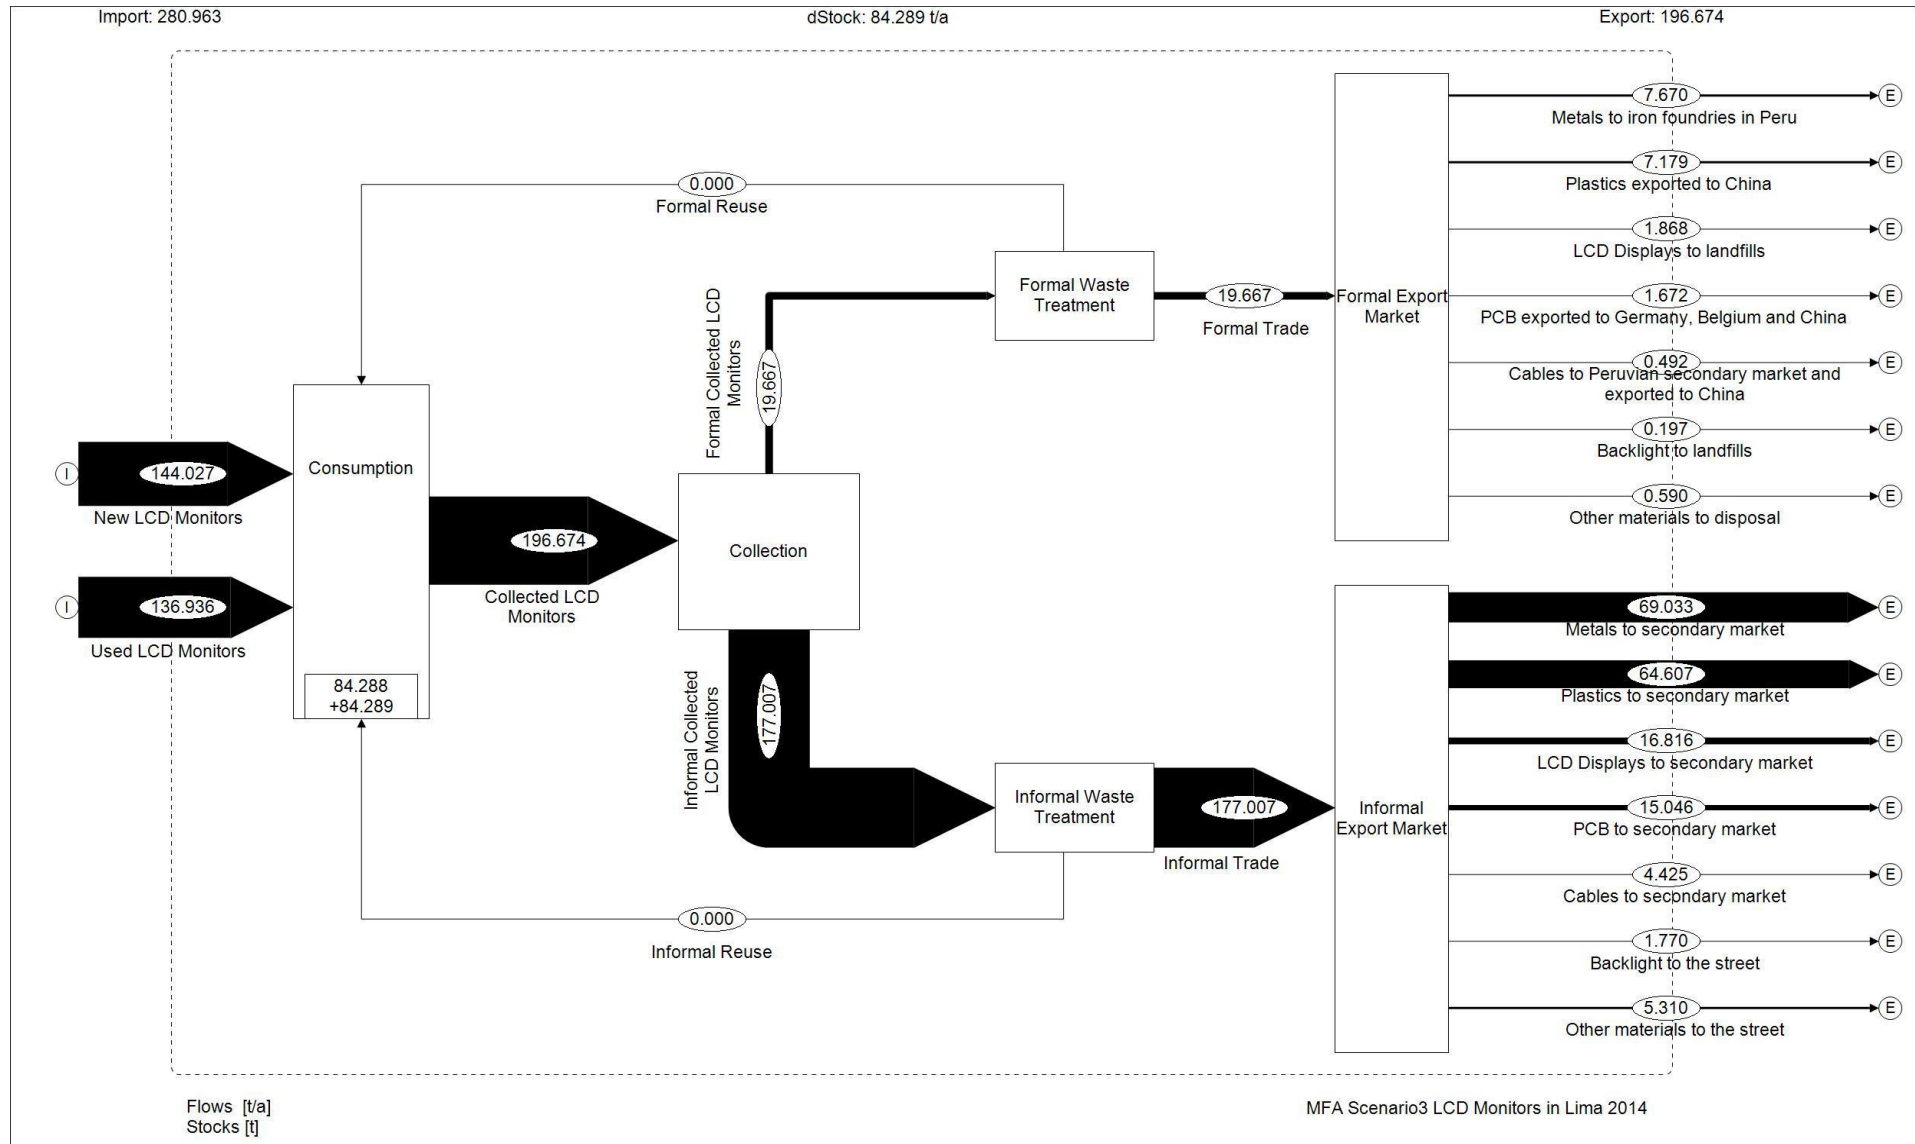 Import: 280.963
dStock: 84.289 t/a
Export: 196.674
I
144.027
New LCD Monitors
I
136.936
Used LCD Monitors
Consumption
84.288
+84.289
0.000
Formal Reuse
196.674
Collected LCD
Monitors
Collection
Formal Collected LCD
Monitors
19.667
Informal Collected
LCD Monitors
177.007
Formal Waste
Treatment
19.667
Formal Trade
Informal Waste
Treatment
177.007
Informal Trade
0.000
Informal Reuse
Formal Export
Market
7.670
E
Metals to iron foundries in Peru
7.179
E
Plastics exported to China
1.868
E
LCD Displays to landfills
1.672
E
PCB exported to Germany, Belgium and China
0.492
E
Cables to Peruvian secondary market and
exported to China
0.197
E
Backlight to landfills
0.590
E
Other materials to disposal
Informal
Export Market
69.033
E
Metals to secondary market
64.607
E
Plastics to secondary market
16.816
E
LCD Displays to secondary market
15.046
E
PCB to secondary market
4.425
E
Cables to secondary market
1.770
E
Backlight to the street
5.310
E
Other materials to the street
Flows [t/a]
Stocks [t]
MFA Scenario3 LCD Monitors in Lima 2014